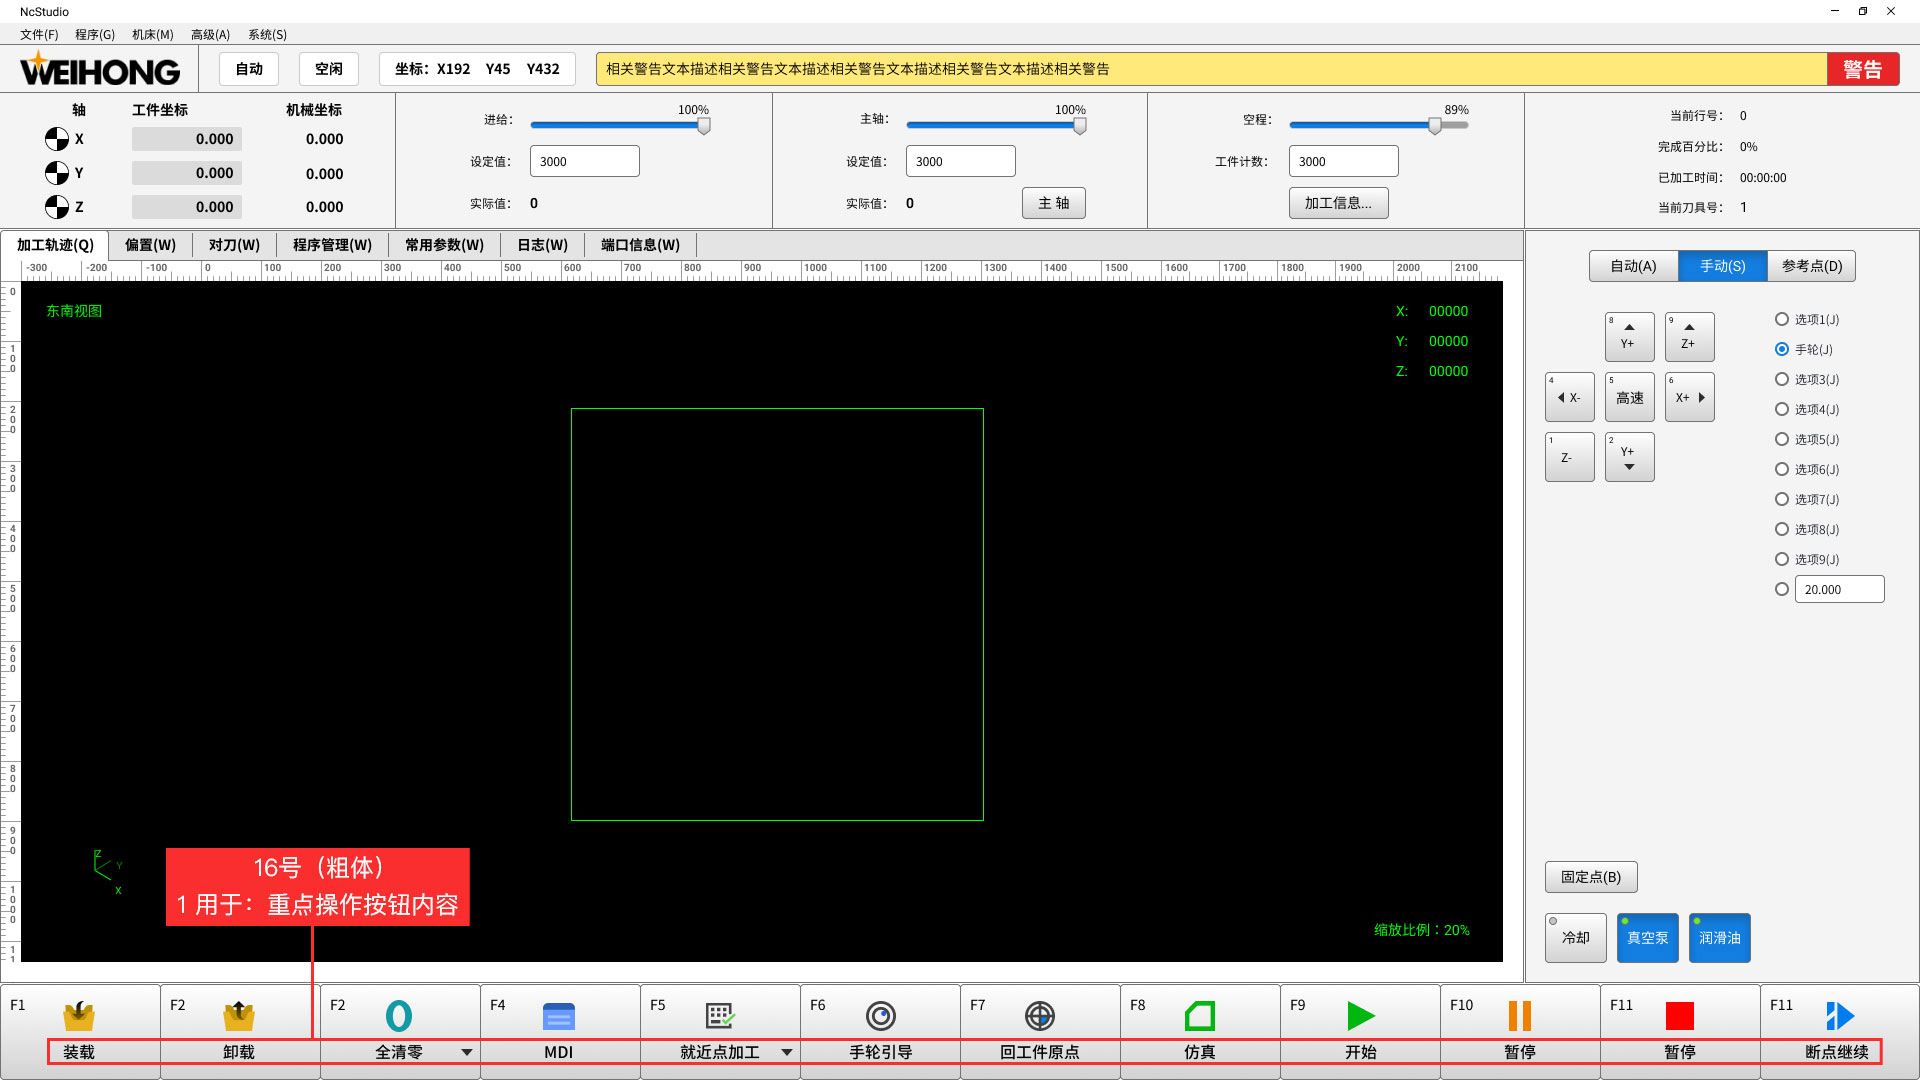 NcStudio
文件(F) 程序(G) 机床(M) 高级(A) 系统(S)
WEIHONG 自动 空闲 坐标：X192 Y45 Y432 相关警告文本描述相关警告文本描述相关警告文本描述相关警告文本描述相关警告 警告
轴 工件坐标 机械坐标
X 0.000 0.000
Y 0.000 0.000
Z 0.000 0.000
进给： 100%
设定值： 3000
实际值： 0
主轴： 100%
设定值： 3000
实际值： 0 主 轴
空程： 89%
工件计数： 3000
加工信息...
当前行号： 0
完成百分比： 0%
已加工时间： 00:00:00
当前刀具号： 1
加工轨迹(Q) 偏置(W) 对刀(W) 程序管理(W) 常用参数(W) 日志(W) 端口信息(W)
-300 -200 -100 0 100 200 300 400 500 600 700 800 900 1000 1100 1200 1300 1400 1500 1600 1700 1800 1900 2000 2100
0
100
200
300
400
500
600
700
800
900
1000
11
东南视图
X: 00000
Y: 00000
Z: 00000
Z
Y
X
16号（粗体）
1 用于：重点操作按钮内容
缩放比例：20%
自动(A) 手动(S) 参考点(D)
8 Y+
9 Z+
4 X-
5 高速
6 X+
1 Z-
2 Y+
选项1(J)
手轮(J)
选项3(J)
选项4(J)
选项5(J)
选项6(J)
选项7(J)
选项8(J)
选项9(J)
20.000
固定点(B)
冷却 真空泵 润滑油
F1 装载
F2 卸载
F2 全清零
F4 MDI
F5 就近点加工
F6 手轮引导
F7 回工件原点
F8 仿真
F9 开始
F10 暂停
F11 暂停
F11 断点继续